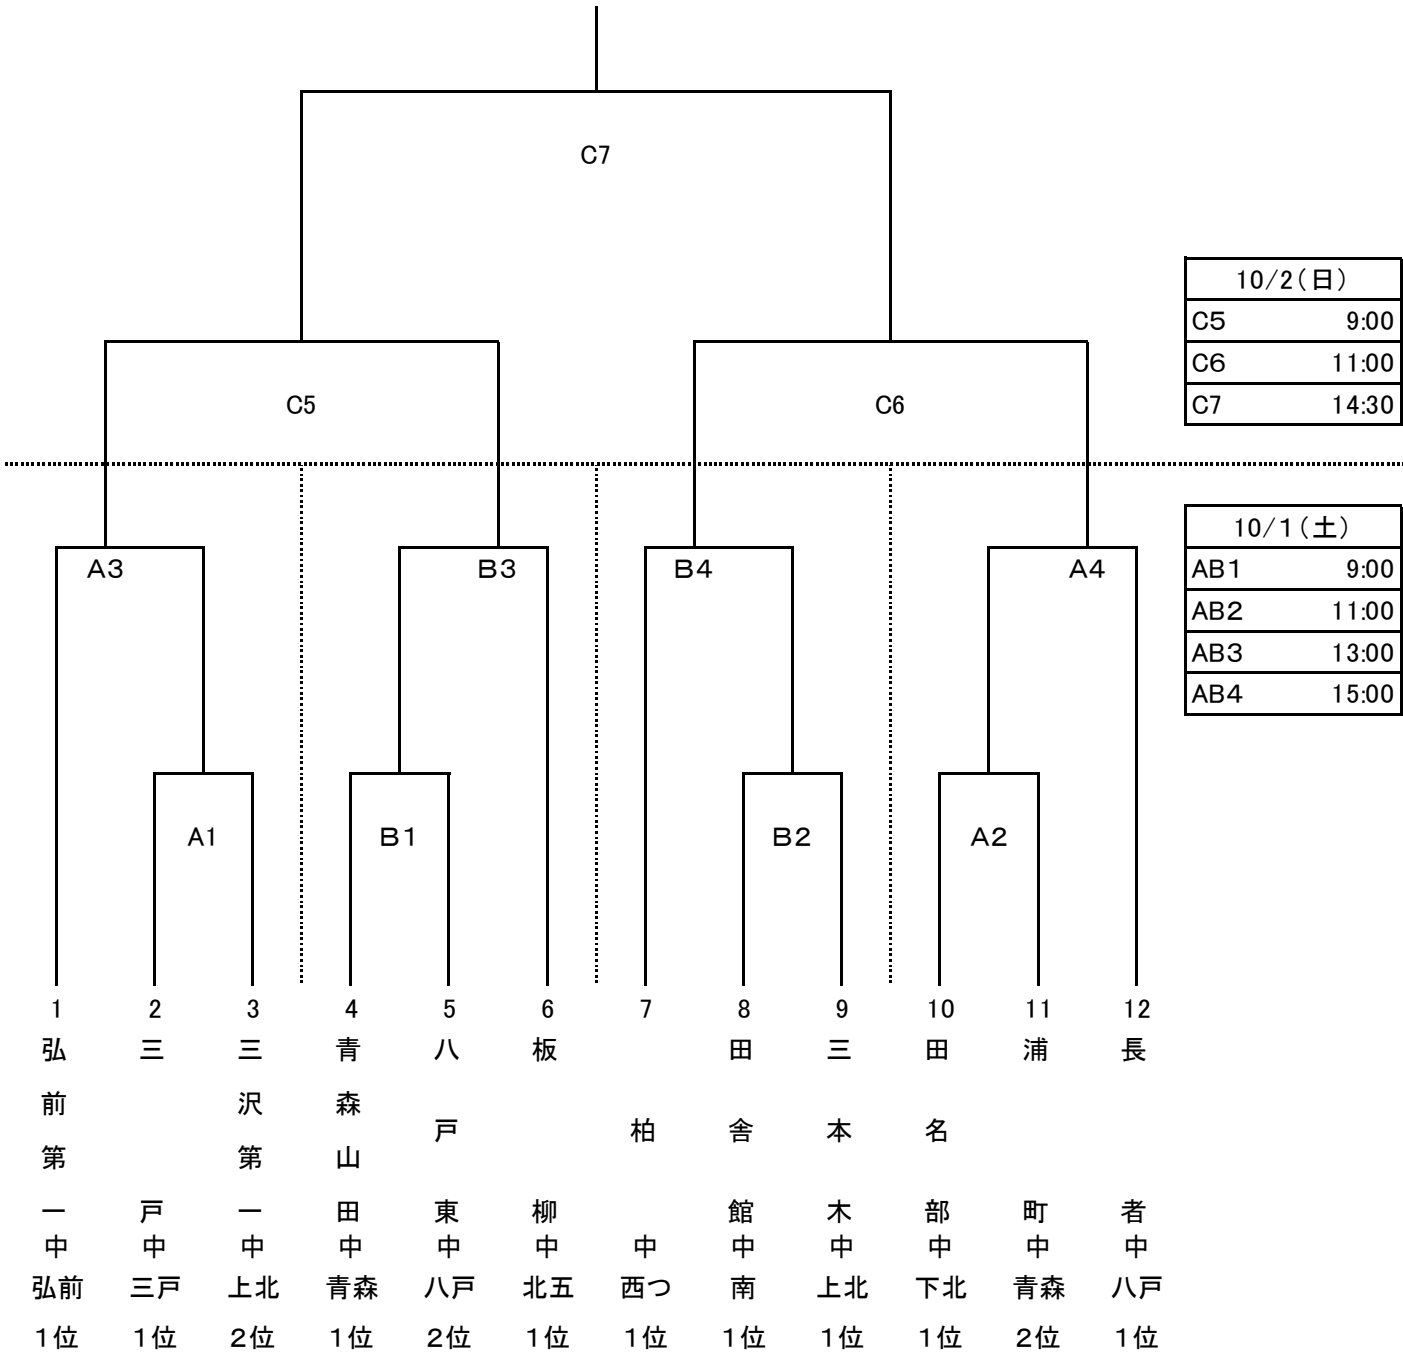 C7
10/2(日)
C5 9:00
C6 11:00
C7 14:30
C5
C6
10/1(土)
AB1 9:00
AB2 11:00
AB3 13:00
AB4 15:00
A3
B3
B4
A4
A1
B1
B2
A2
1
弘前第一中
弘前
1位
2
三戸中
三戸
1位
3
三沢第一中
上北
2位
4
青森山田中
青森
1位
5
八戸東中
八戸
2位
6
板柳中
北五
1位
7
柏中
西つ
1位
8
田舎館中
南
1位
9
三本木中
上北
1位
10
田名部中
下北
1位
11
浦町中
青森
2位
12
長者中
八戸
1位